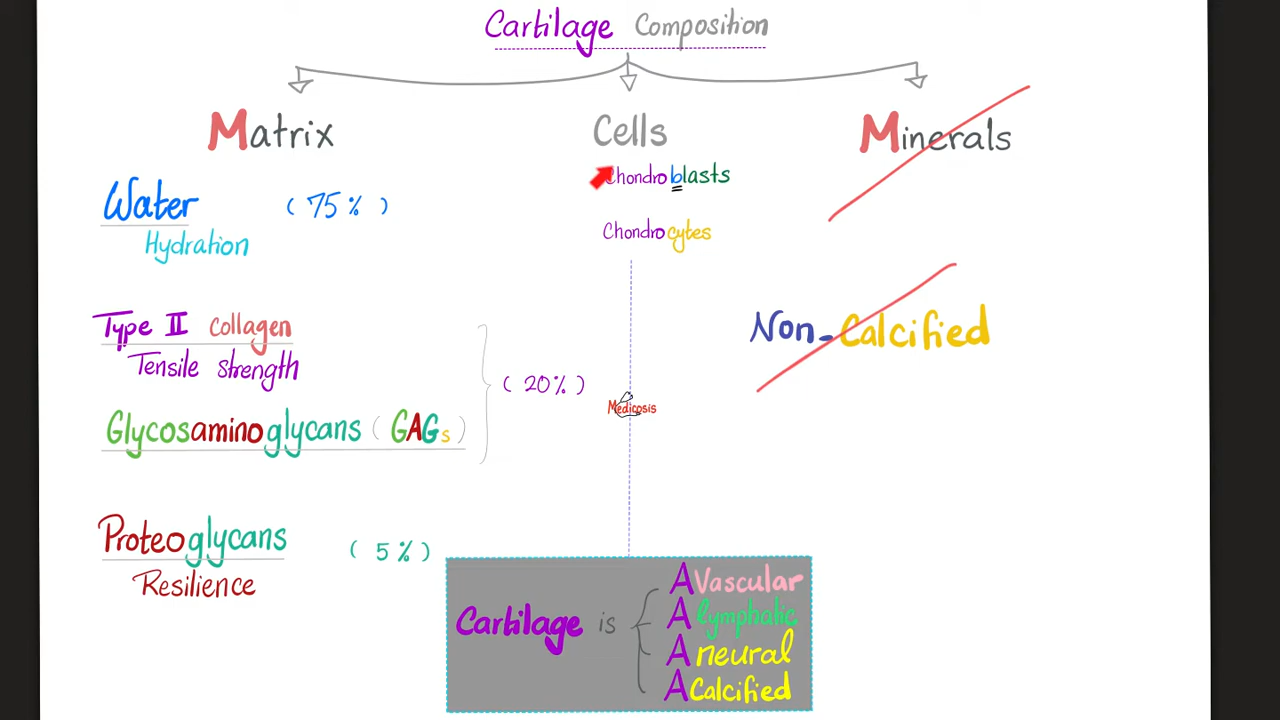 Cartilage Composition
Matrix
Water (75%)
Hydration
Type II collagen
Tensile strength
Glycosaminoglycans (GAGs)
(20%)
Proteoglycans (5%)
Resilience
Cells
Chondroblasts
Chondrocytes
Medicosis
Minerals
Non-Calcified
Cartilage is
AVascular
Alymphatic
Aneural
ACalcified